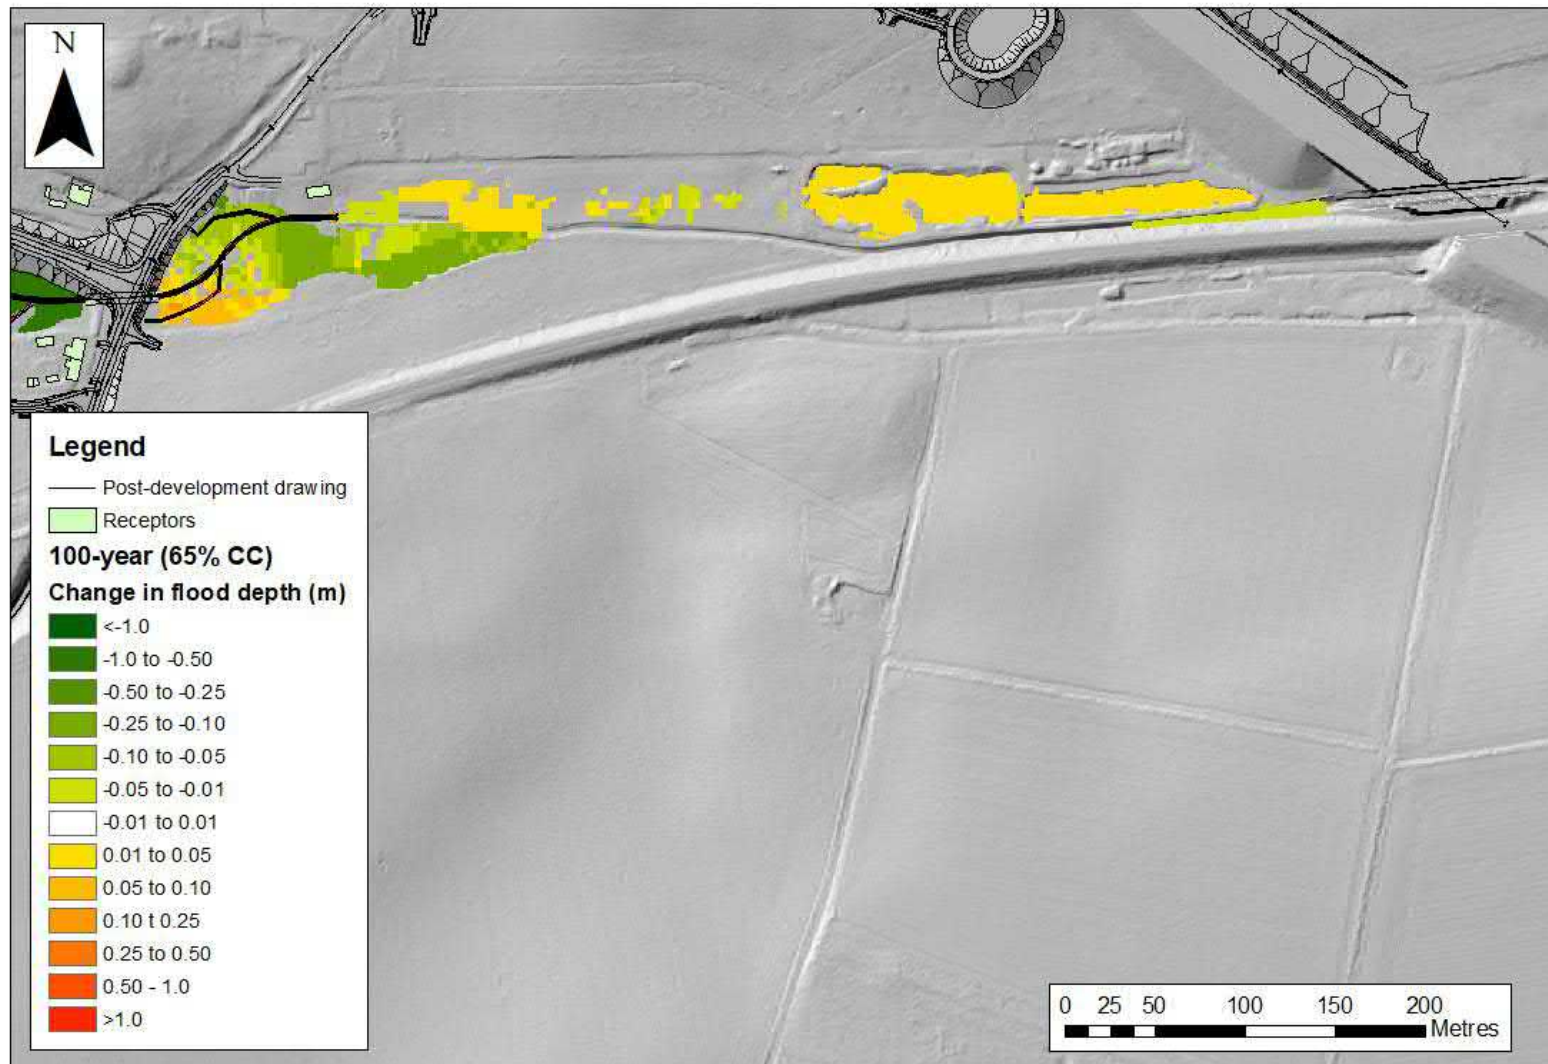 N
Legend
Post-development drawing
Receptors
100-year (65% CC)
Change in flood depth (m)
<-1.0
-1.0 to -0.50
-0.50 to -0.25
-0.25 to -0.10
-0.10 to -0.05
-0.05 to -0.01
-0.01 to 0.01
0.01 to 0.05
0.05 to 0.10
0.10 t 0.25
0.25 to 0.50
0.50 - 1.0
>1.0
0 25 50 100 150 200
Metres